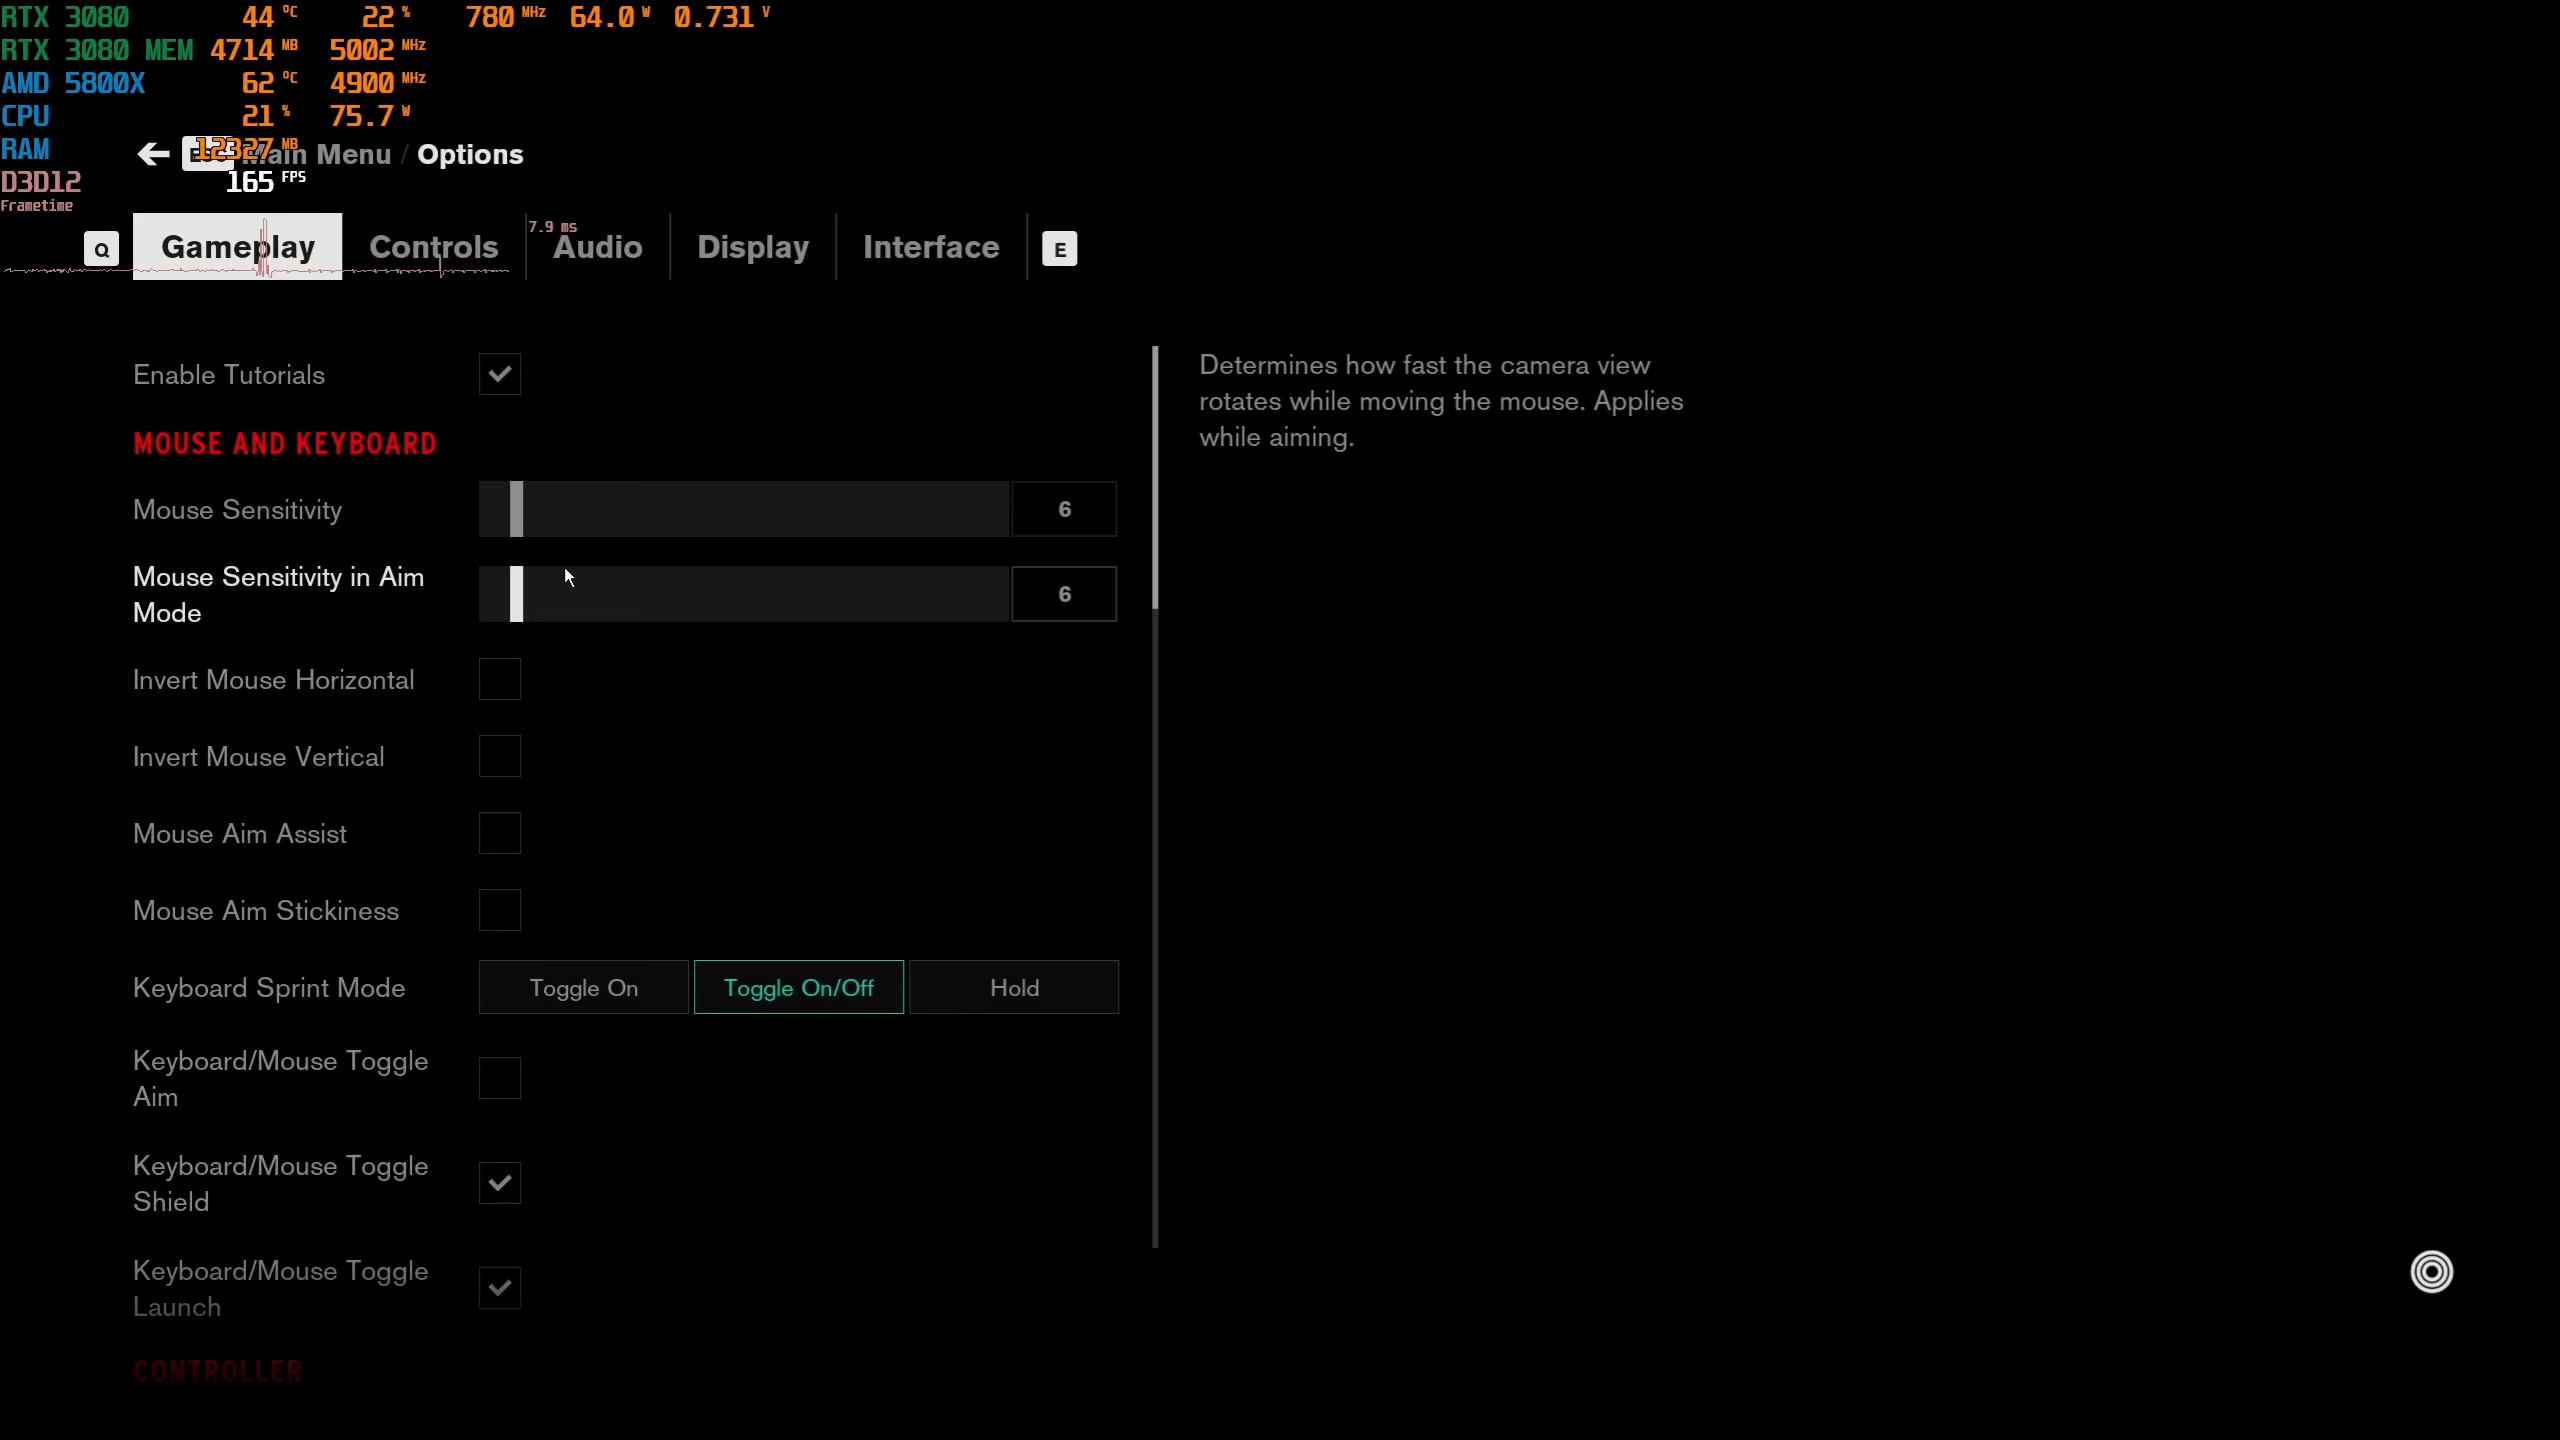 RTX 3080 44 °C 22 % 780 MHz 64.0 W 0.731 V
RTX 3080 MEM 4714 MB 5002 MHz
AMD 5800X 62 °C 4900 MHz
CPU 21 % 75.7 W
RAM 12327 MB
Main Menu / Options
D3D12 165 FPS
Frametime
7.9 ms
Q Gameplay Controls Audio Display Interface E
Enable Tutorials
MOUSE AND KEYBOARD
Mouse Sensitivity 6
Mouse Sensitivity in Aim
Mode
6
Invert Mouse Horizontal
Invert Mouse Vertical
Mouse Aim Assist
Mouse Aim Stickiness
Keyboard Sprint Mode Toggle On Toggle On/Off Hold
Keyboard/Mouse Toggle
Aim
Keyboard/Mouse Toggle
Shield
Keyboard/Mouse Toggle
Launch
CONTROLLER
Determines how fast the camera view
rotates while moving the mouse. Applies
while aiming.